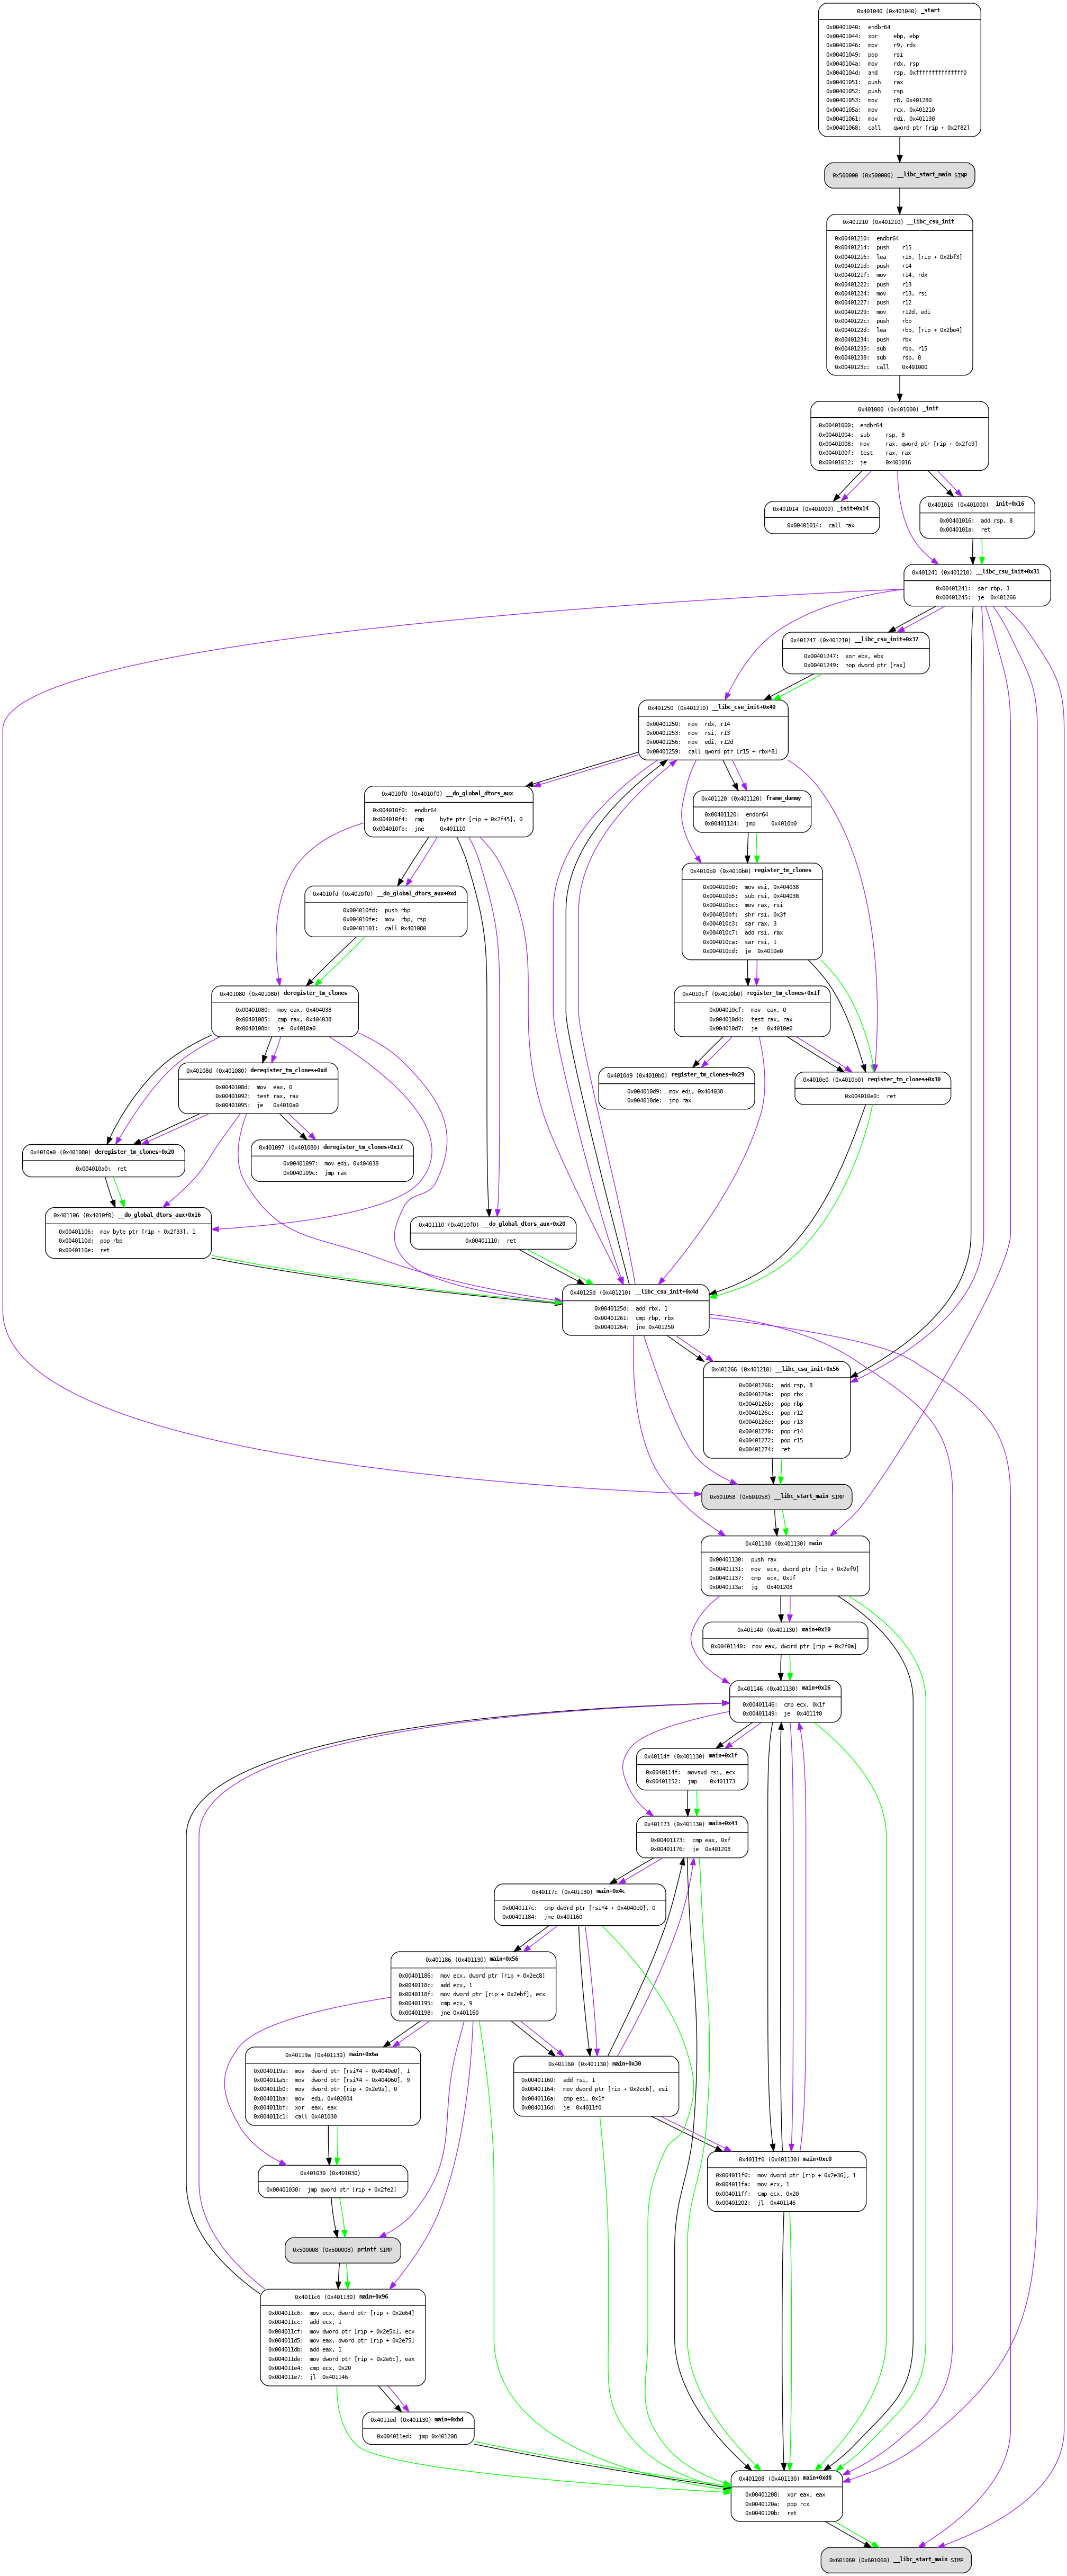 0x401040 (0x401040) _start
0x00401040: endbr64
0x00401044: xor ebp, ebp
0x00401046: mov r9, rdx
0x00401049: pop rsi
0x0040104a: mov rdx, rsp
0x0040104d: and rsp, 0xfffffffffffffff0
0x00401051: push rax
0x00401052: push rsp
0x00401053: mov r8, 0x401280
0x0040105a: mov rcx, 0x401210
0x00401061: mov rdi, 0x401130
0x00401068: call qword ptr [rip + 0x2f82]
0x500000 (0x500000) __libc_start_main SIMP
0x401210 (0x401210) __libc_csu_init
0x00401210: endbr64
0x00401214: push r15
0x00401216: lea r15, [rip + 0x2bf3]
0x0040121d: push r14
0x0040121f: mov r14, rdx
0x00401222: push r13
0x00401224: mov r13, rsi
0x00401227: push r12
0x00401229: mov r12d, edi
0x0040122c: push rbp
0x0040122d: lea rbp, [rip + 0x2be4]
0x00401234: push rbx
0x00401235: sub rbp, r15
0x00401238: sub rsp, 8
0x0040123c: call 0x401000
0x401000 (0x401000) _init
0x00401000: endbr64
0x00401004: sub rsp, 8
0x00401008: mov rax, qword ptr [rip + 0x2fe9]
0x0040100f: test rax, rax
0x00401012: je 0x401016
0x401014 (0x401000) _init+0x14
0x00401014: call rax
0x401016 (0x401000) _init+0x16
0x00401016: add rsp, 8
0x0040101a: ret
0x401241 (0x401210) __libc_csu_init+0x31
0x00401241: sar rbp, 3
0x00401245: je 0x401266
0x401247 (0x401210) __libc_csu_init+0x37
0x00401247: xor ebx, ebx
0x00401249: nop dword ptr [rax]
0x401250 (0x401210) __libc_csu_init+0x40
0x00401250: mov rdx, r14
0x00401253: mov rsi, r13
0x00401256: mov edi, r12d
0x00401259: call qword ptr [r15 + rbx*8]
0x4010f0 (0x4010f0) __do_global_dtors_aux
0x004010f0: endbr64
0x004010f4: cmp byte ptr [rip + 0x2f45], 0
0x004010fb: jne 0x401110
0x401120 (0x401120) frame_dummy
0x00401120: endbr64
0x00401124: jmp 0x4010b0
0x4010fd (0x4010f0) __do_global_dtors_aux+0xd
0x004010fd: push rbp
0x004010fe: mov rbp, rsp
0x00401101: call 0x401080
0x4010b0 (0x4010b0) register_tm_clones
0x004010b0: mov esi, 0x404038
0x004010b5: sub rsi, 0x404038
0x004010bc: mov rax, rsi
0x004010bf: shr rsi, 0x3f
0x004010c3: sar rax, 3
0x004010c7: add rsi, rax
0x004010ca: sar rsi, 1
0x004010cd: je 0x4010e0
0x401080 (0x401080) deregister_tm_clones
0x00401080: mov eax, 0x404038
0x00401085: cmp rax, 0x404038
0x0040108b: je 0x4010a0
0x4010cf (0x4010b0) register_tm_clones+0x1f
0x004010cf: mov eax, 0
0x004010d4: test rax, rax
0x004010d7: je 0x4010e0
0x40108d (0x401080) deregister_tm_clones+0xd
0x0040108d: mov eax, 0
0x00401092: test rax, rax
0x00401095: je 0x4010a0
0x4010d9 (0x4010b0) register_tm_clones+0x29
0x004010d9: mov edi, 0x404038
0x004010de: jmp rax
0x4010e0 (0x4010b0) register_tm_clones+0x30
0x004010e0: ret
0x4010a0 (0x401080) deregister_tm_clones+0x20
0x004010a0: ret
0x401097 (0x401080) deregister_tm_clones+0x17
0x00401097: mov edi, 0x404038
0x0040109c: jmp rax
0x401106 (0x4010f0) __do_global_dtors_aux+0x16
0x00401106: mov byte ptr [rip + 0x2f33], 1
0x0040110d: pop rbp
0x0040110e: ret
0x401110 (0x4010f0) __do_global_dtors_aux+0x20
0x00401110: ret
0x40125d (0x401210) __libc_csu_init+0x4d
0x0040125d: add rbx, 1
0x00401261: cmp rbp, rbx
0x00401264: jne 0x401250
0x401266 (0x401210) __libc_csu_init+0x56
0x00401266: add rsp, 8
0x0040126a: pop rbx
0x0040126b: pop rbp
0x0040126c: pop r12
0x0040126e: pop r13
0x00401270: pop r14
0x00401272: pop r15
0x00401274: ret
0x601058 (0x601058) __libc_start_main SIMP
0x401130 (0x401130) main
0x00401130: push rax
0x00401131: mov ecx, dword ptr [rip + 0x2ef9]
0x00401137: cmp ecx, 0x1f
0x0040113a: jg 0x401208
0x401140 (0x401130) main+0x10
0x00401140: mov eax, dword ptr [rip + 0x2f0a]
0x401146 (0x401130) main+0x16
0x00401146: cmp ecx, 0x1f
0x00401149: je 0x4011f0
0x40114f (0x401130) main+0x1f
0x0040114f: movsxd rsi, ecx
0x00401152: jmp 0x401173
0x401173 (0x401130) main+0x43
0x00401173: cmp eax, 0xf
0x00401176: je 0x401208
0x40117c (0x401130) main+0x4c
0x0040117c: cmp dword ptr [rsi*4 + 0x4040e0], 0
0x00401184: jne 0x401160
0x401186 (0x401130) main+0x56
0x00401186: mov ecx, dword ptr [rip + 0x2ec8]
0x0040118c: add ecx, 1
0x0040118f: mov dword ptr [rip + 0x2ebf], ecx
0x00401195: cmp ecx, 9
0x00401198: jne 0x401160
0x40119a (0x401130) main+0x6a
0x0040119a: mov dword ptr [rsi*4 + 0x4040e0], 1
0x004011a5: mov dword ptr [rsi*4 + 0x404060], 9
0x004011b0: mov dword ptr [rip + 0x2e9a], 0
0x004011ba: mov edi, 0x402004
0x004011bf: xor eax, eax
0x004011c1: call 0x401030
0x401160 (0x401130) main+0x30
0x00401160: add rsi, 1
0x00401164: mov dword ptr [rip + 0x2ec6], esi
0x0040116a: cmp esi, 0x1f
0x0040116d: je 0x4011f0
0x4011f0 (0x401130) main+0xc0
0x004011f0: mov dword ptr [rip + 0x2e36], 1
0x004011fa: mov ecx, 1
0x004011ff: cmp ecx, 0x20
0x00401202: jl 0x401146
0x401030 (0x401030)
0x00401030: jmp qword ptr [rip + 0x2fe2]
0x500008 (0x500008) printf SIMP
0x4011c6 (0x401130) main+0x96
0x004011c6: mov ecx, dword ptr [rip + 0x2e64]
0x004011cc: add ecx, 1
0x004011cf: mov dword ptr [rip + 0x2e5b], ecx
0x004011d5: mov eax, dword ptr [rip + 0x2e75]
0x004011db: add eax, 1
0x004011de: mov dword ptr [rip + 0x2e6c], eax
0x004011e4: cmp ecx, 0x20
0x004011e7: jl 0x401146
0x4011ed (0x401130) main+0xbd
0x004011ed: jmp 0x401208
0x401208 (0x401130) main+0xd8
0x00401208: xor eax, eax
0x0040120a: pop rcx
0x0040120b: ret
0x601060 (0x601060) __libc_start_main SIMP